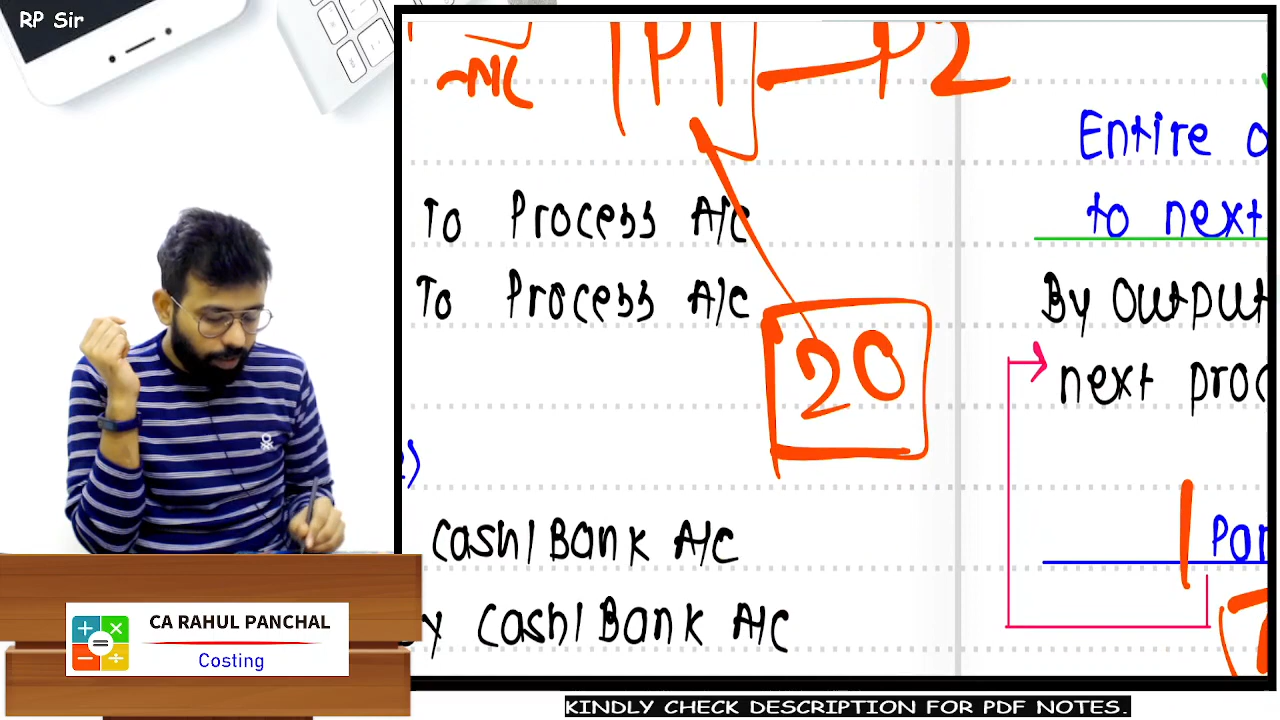 RP Sir
P1 P2
Entire
To Process A/c
to next
To Process A/c
By output
20
next
Cash/Bank A/c
Cash/Bank A/c
CA RAHUL PANCHAL
Costing
KINDLY CHECK DESCRIPTION FOR PDF NOTES.